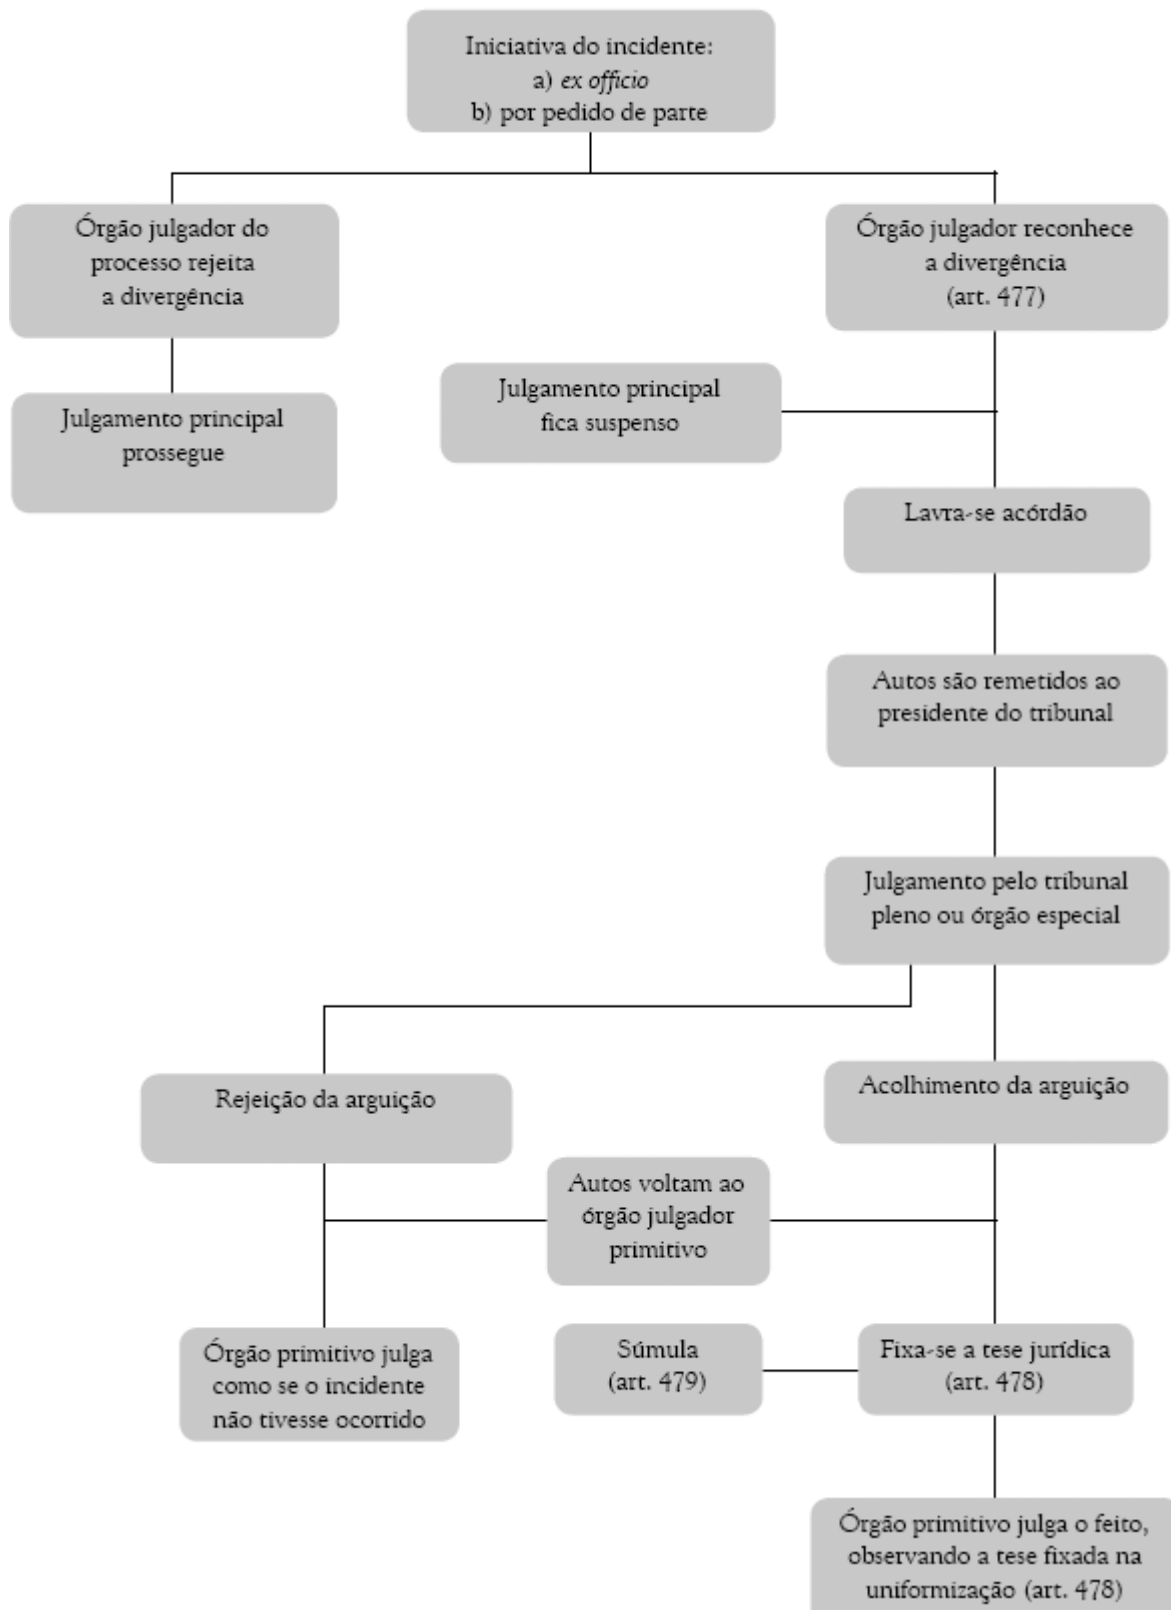 Iniciativa do incidente:
a) ex officio
b) por pedido de parte
Órgão julgador do
processo rejeita
a divergência
Órgão julgador reconhece
a divergência
(art. 477)
Julgamento principal
prossegue
Julgamento principal
fica suspenso
Lavra-se acórdão
Autos são remetidos ao
presidente do tribunal
Julgamento pelo tribunal
pleno ou órgão especial
Rejeição da arguição
Acolhimento da arguição
Autos voltam ao
órgão julgador
primitivo
Órgão primitivo julga
como se o incidente
não tivesse ocorrido
Súmula
(art. 479)
Fixa-se a tese jurídica
(art. 478)
Órgão primitivo julga o feito,
observando a tese fixada na
uniformização (art. 478)